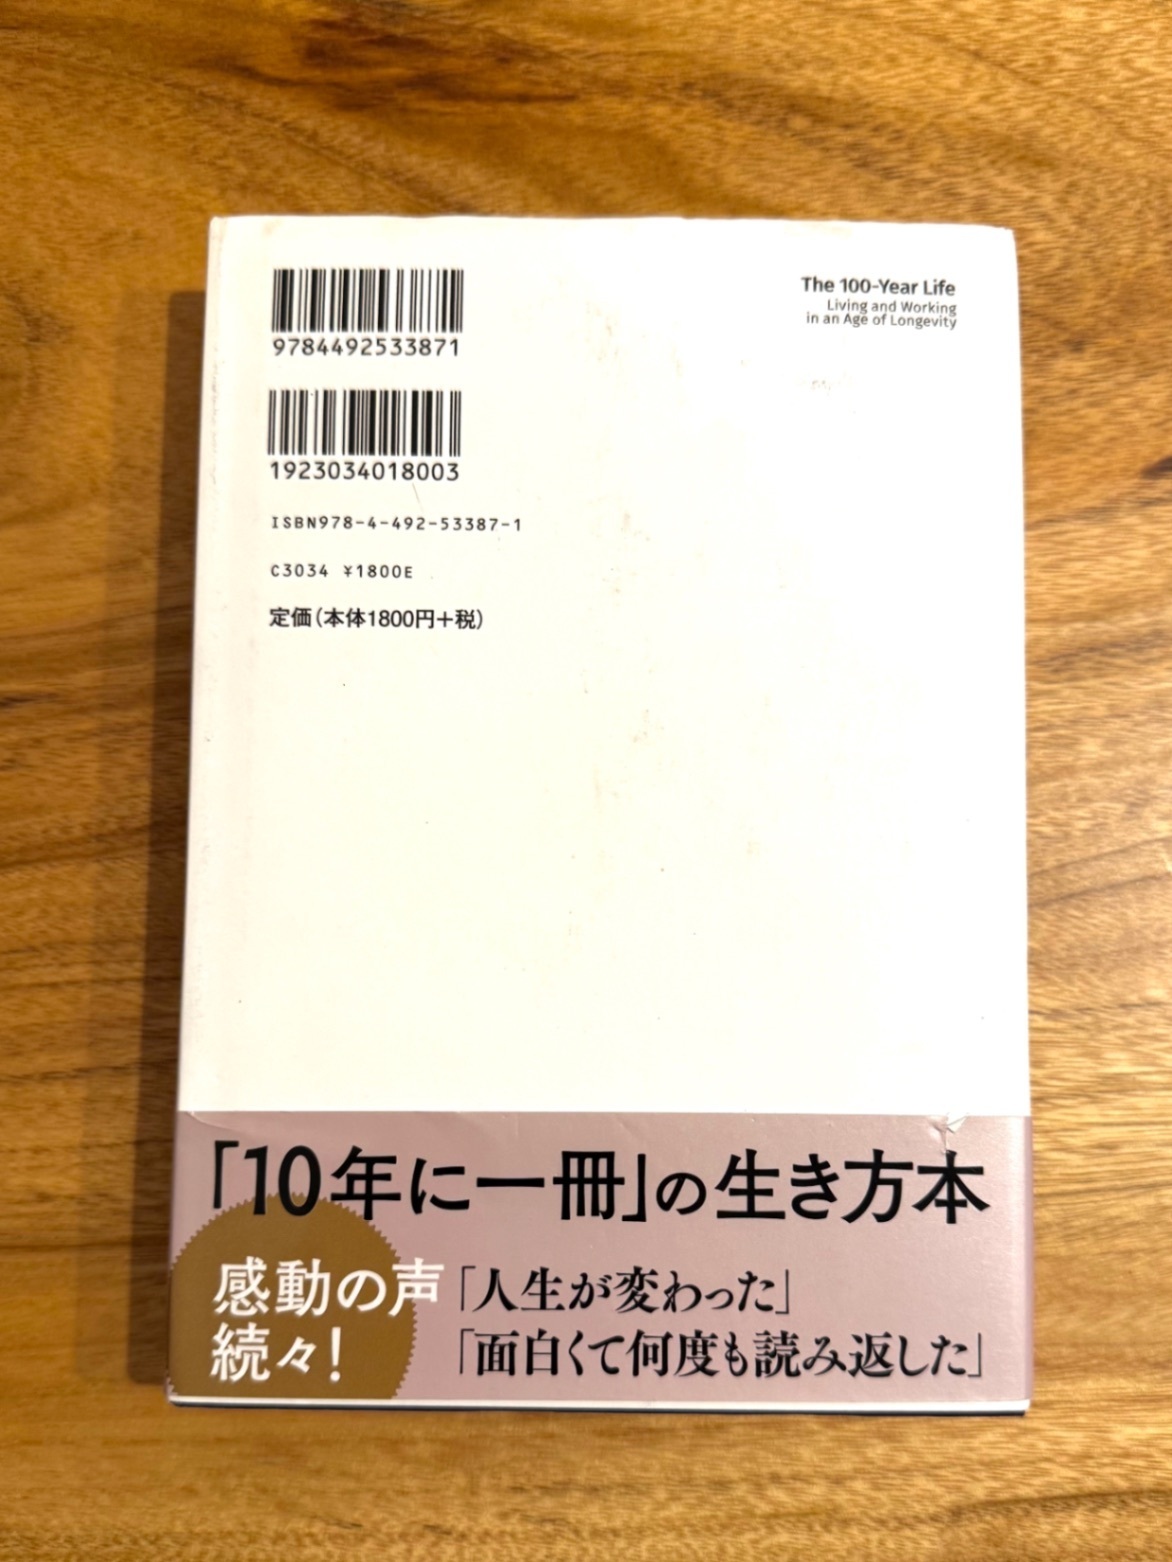 9784492533871
1923034018003
ISBN978-4-492-53387-1
C3034 ¥1800E
定価(本体1800円+税)
The 100-Year Life
Living and Working
in an Age of Longevity
「10年に一冊」の生き方本
感動の声
続々!
「人生が変わった」
「面白くて何度も読み返した」